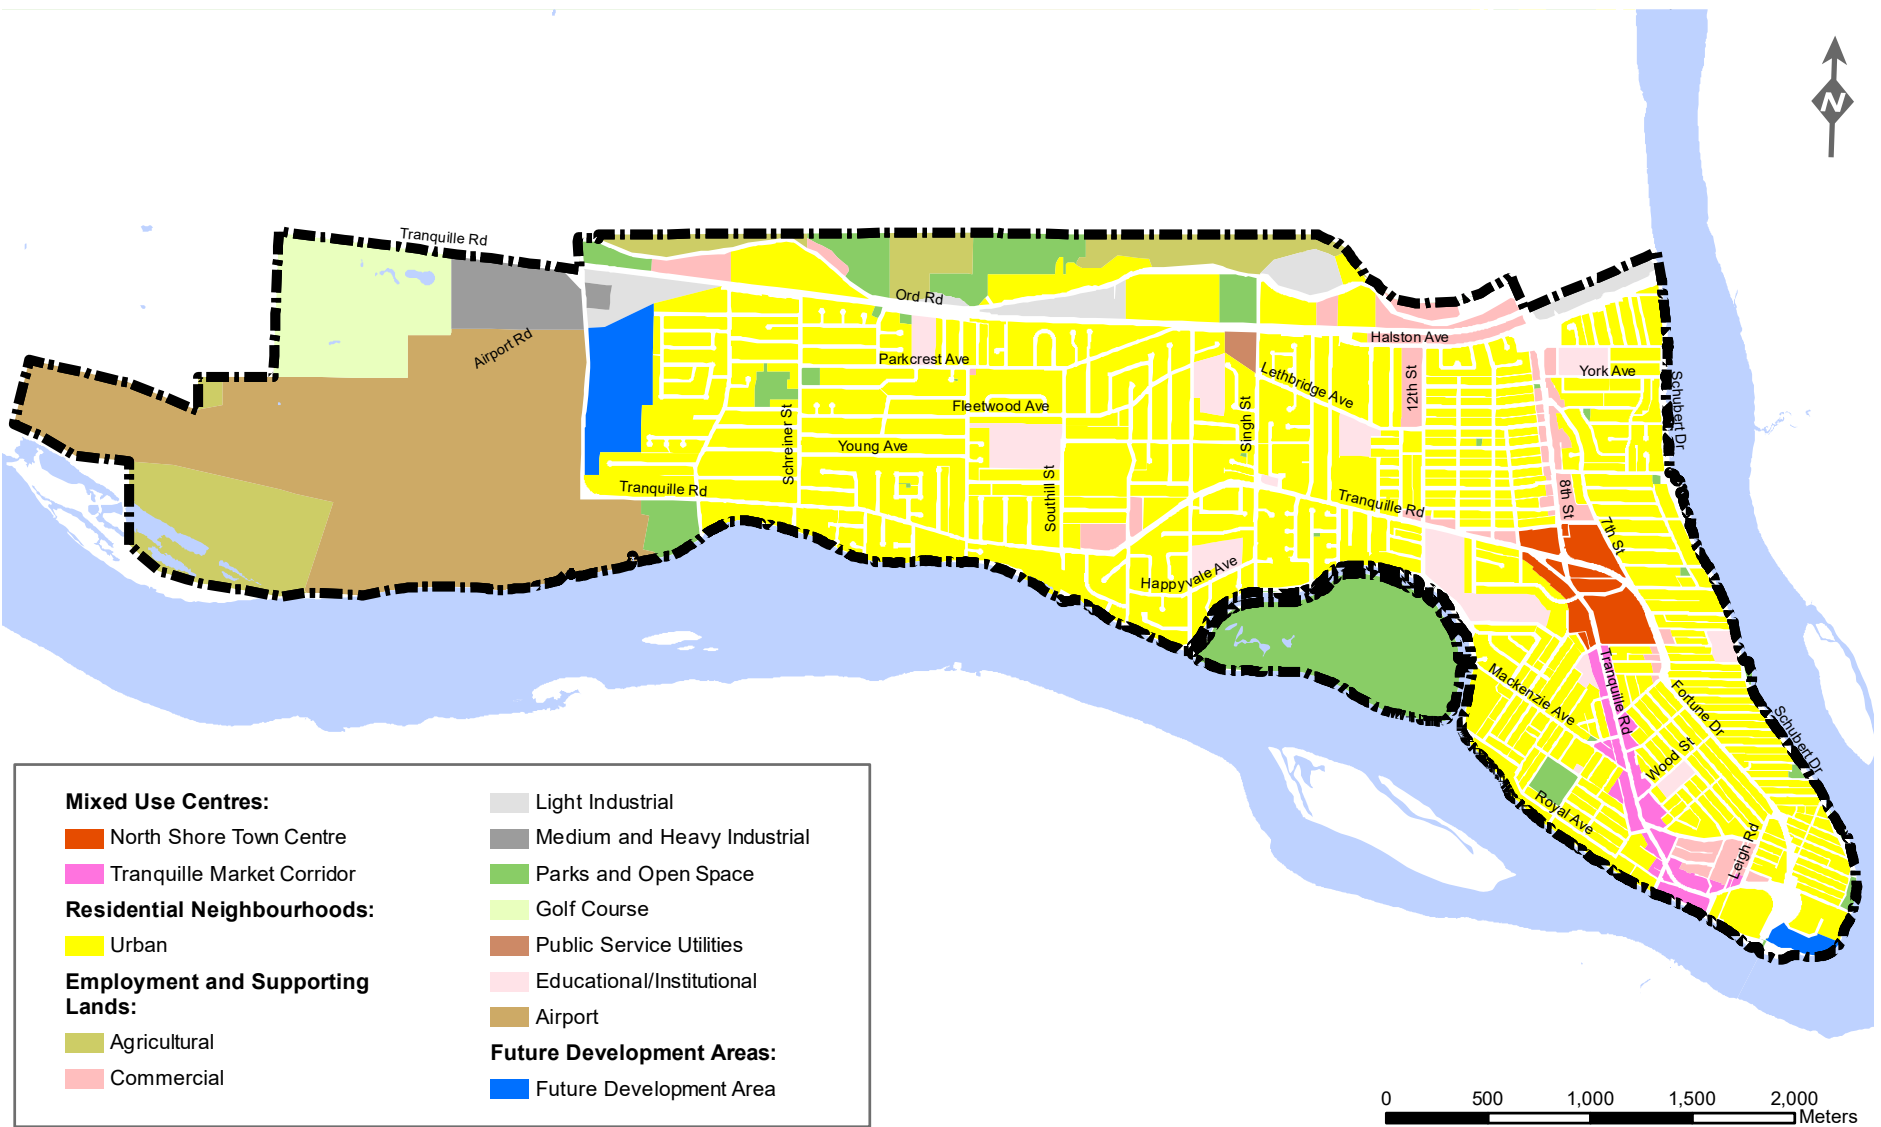 N
Tranquille Rd
Airport Rd
Ord Rd
Halston Ave
Parkcrest Ave
Lethbridge Ave
12th St
York Ave
Schubert Dr
Fleetwood Ave
Schreiner St
Singh St
Young Ave
Southill St
Tranquille Rd
Tranquille Rd
8th St
7th St
Happyvale Ave
Mackenzie Ave
Tranquille Rd
Fortune Dr
Schubert Dr
Wood St
Royal Ave
Leigh Rd
Mixed Use Centres:
North Shore Town Centre
Tranquille Market Corridor
Residential Neighbourhoods:
Urban
Employment and Supporting
Lands:
Agricultural
Commercial
Light Industrial
Medium and Heavy Industrial
Parks and Open Space
Golf Course
Public Service Utilities
Educational/Institutional
Airport
Future Development Areas:
Future Development Area
0 500 1,000 1,500 2,000
Meters